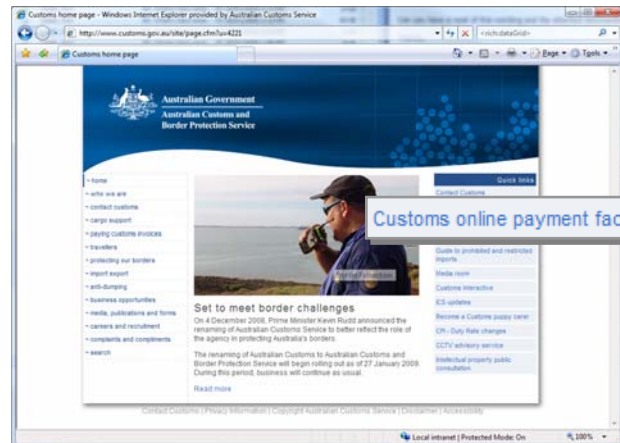 Customs home page - Windows Internet Explorer provided by Australian Customs Service
http://www.customs.gov.au/site/page.cfm?u=4221
<rich:dataGrid>
Customs home page
Page
Tools
Australian Government
Australian Customs and
Border Protection Service
home
who we are
contact customs
cargo support
paying customs invoices
travellers
protecting our borders
import export
anti-dumping
business opportunities
media, publications and forms
careers and recruitment
complaints and compliments
search
Set to meet border challenges
On 4 December 2008, Prime Minister Kevin Rudd announced the
renaming of Australian Customs Service to better reflect the role of
the agency in protecting Australia's borders.
The renaming of Australian Customs to Australian Customs and
Border Protection Service will begin rolling out as of 27 January 2009.
During this period, business will continue as usual.
Read more
Quick links
Contact Customs
Customs online payment fac
Guide to prohibited and restricted
imports
Media room
Customs Interactive
ICS updates
Become a Customs puppy carer
CPI - Duty Rate changes
CCTV advisory service
Intellectual property public
consultation
Contact Customs | Privacy Information | Copyright Australian Customs Service | Disclaimer | Accessibility
Local intranet | Protected Mode: On
100%